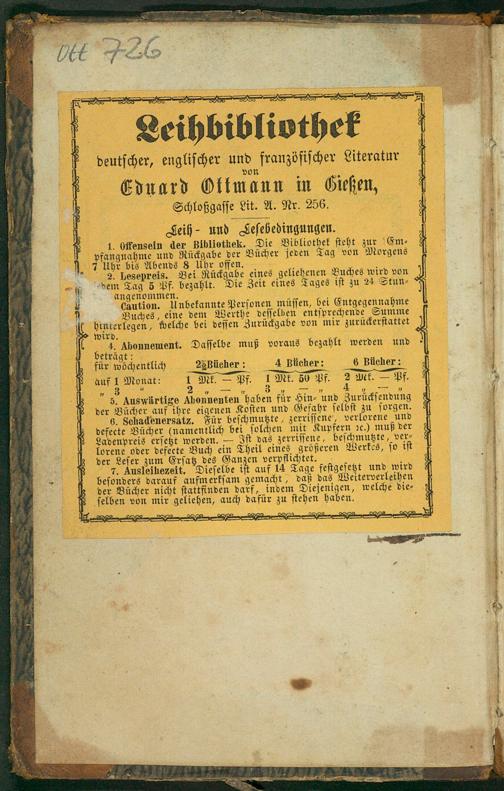 Ott 726
Leihbibliothek
deutscher, englischer und französischer Literatur
von
Eduard Ottmann in Gießen,
Schloßgasse Lit. A. Nr. 256.
Leih- und Lesebedingungen.
1. Offensein der Bibliothek. Die Bibliothek steht zur Em-
pfangnahme und Rückgabe der Bücher jeden Tag von Morgens
7 Uhr bis Abends 8 Uhr offen.
2. Lesepreis. Bei Rückgabe eines geliehenen Buches wird von
dem Tag 5 Pf. bezahlt. Die Zeit eines Tages ist zu 24 Stun-
angenommen.
Caution. Unbekannte Personen müssen, bei Entgegennahme
Buches, eine dem Werthe desselben entsprechende Summe
hinterlegen, welche bei dessen Zurückgabe von mir zurückerstattet
wird.
4. Abonnement. Dasselbe muß voraus bezahlt werden und
beträgt:
für wöchentlich 2 Bücher: 4 Bücher: 6 Bücher:
auf 1 Monat: 1 Mk. — Pf. 1 Mk. 50 Pf. 2 Mk. — Pf.
„ 3 „ 2 „ — „ 3 „ — „ 4 „ — „
5. Auswärtige Abonnenten haben für Hin- und Zurücksendung
der Bücher auf ihre eigenen Kosten und Gefahr selbst zu sorgen.
6. Schadenersatz. Für beschmutzte, zerrissene, verlorene und
defecte Bücher (namentlich bei solchen mit Kupfern ꝛc.) muß der
Ladenpreis ersetzt werden. — Ist das zerrissene, beschmutzte, ver-
lorene oder defecte Buch ein Theil eines größeren Werkes, so ist
der Leser zum Ersatz des Ganzen verpflichtet.
7. Ausleihezeit. Dieselbe ist auf 14 Tage festgesetzt und wird
besonders darauf aufmerksam gemacht, daß das Weiterverleihen
der Bücher nicht stattfinden darf, indem Diejenigen, welche die-
selben von mir geliehen, auch dafür zu stehen haben.